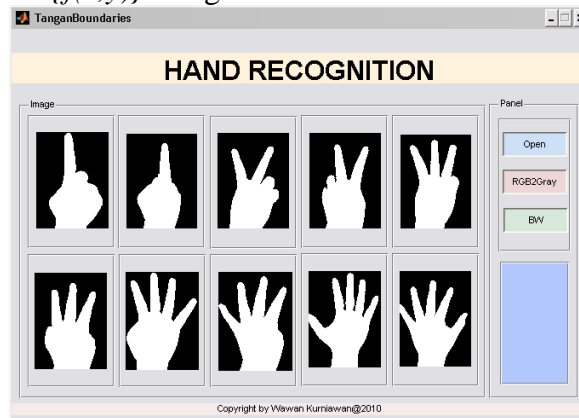 TanganBoundaries
HAND RECOGNITION
Image
Panel
Open
RGB2Gray
BW
Copyright by Wawan Kurniawan@2010